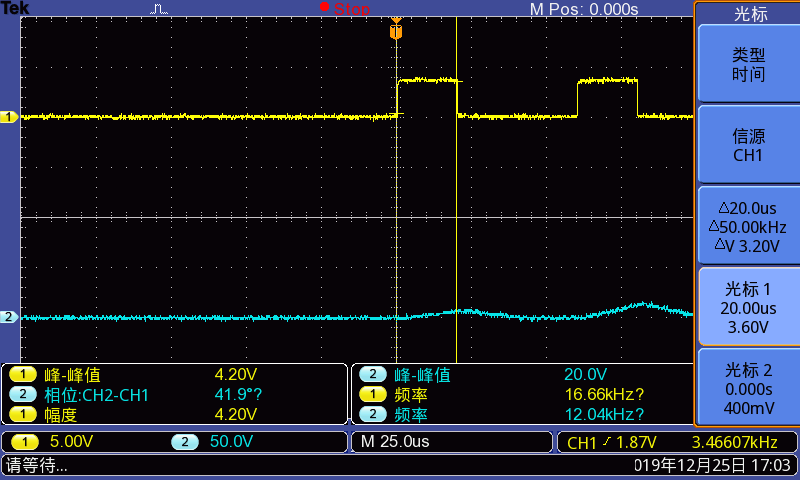 Tek Stop M Pos: 0.000s 光标
类型
时间
信源
CH1
△20.0us
△50.00kHz
△V 3.20V
光标 1
20.00us
3.60V
光标 2
0.000s
400mV
T
1
2
1 峰-峰值 4.20V 2 峰-峰值 20.0V
2 相位:CH2-CH1 41.9°? 1 频率 16.66kHz?
1 幅度 4.20V 2 频率 12.04kHz?
1 5.00V 2 50.0V M 25.0us CH1 1.87V 3.46607kHz
请等待... 019年12月25日 17:03